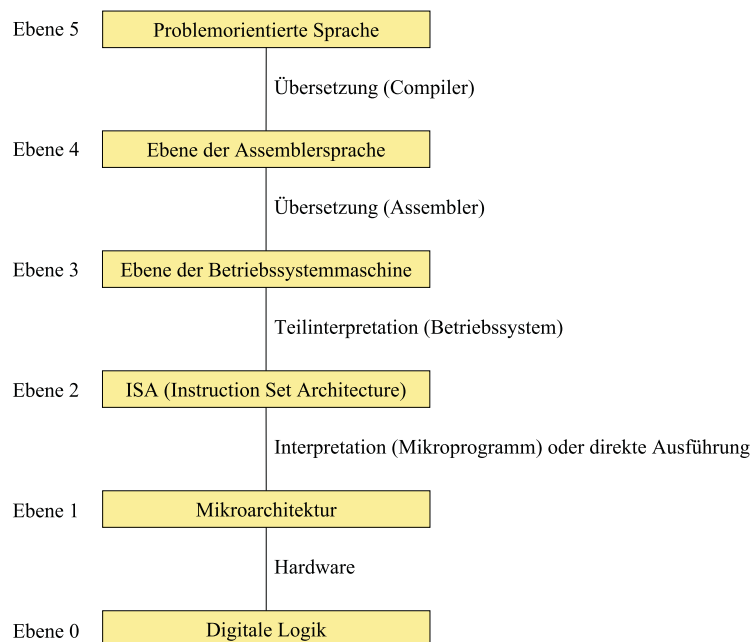 Ebene 5 Problemorientierte Sprache
Übersetzung (Compiler)
Ebene 4 Ebene der Assemblersprache
Übersetzung (Assembler)
Ebene 3 Ebene der Betriebssystemmaschine
Teilinterpretation (Betriebssystem)
Ebene 2 ISA (Instruction Set Architecture)
Interpretation (Mikroprogramm) oder direkte Ausführung
Ebene 1 Mikroarchitektur
Hardware
Ebene 0 Digitale Logik